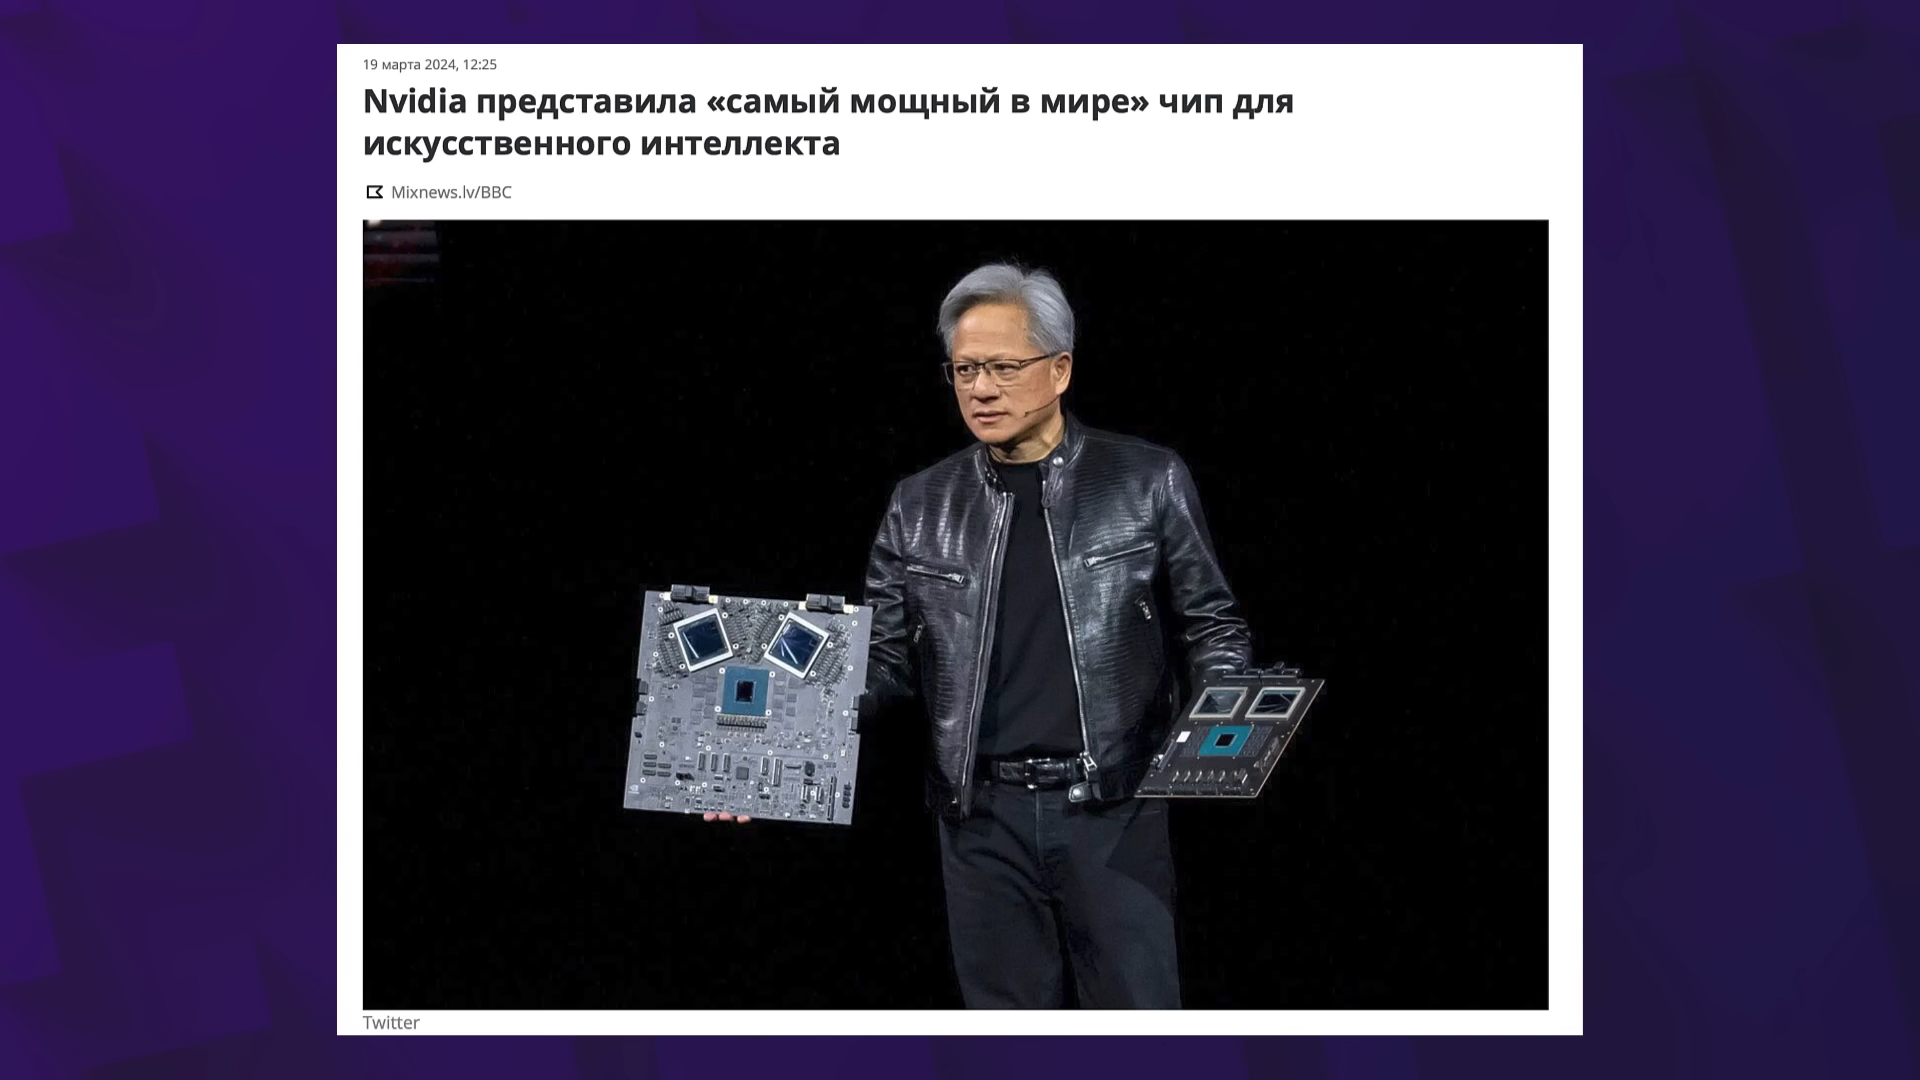 19 марта 2024, 12:25
Nvidia представила «самый мощный в мире» чип для
искусственного интеллекта
Mixnews.lv/BBC
Twitter